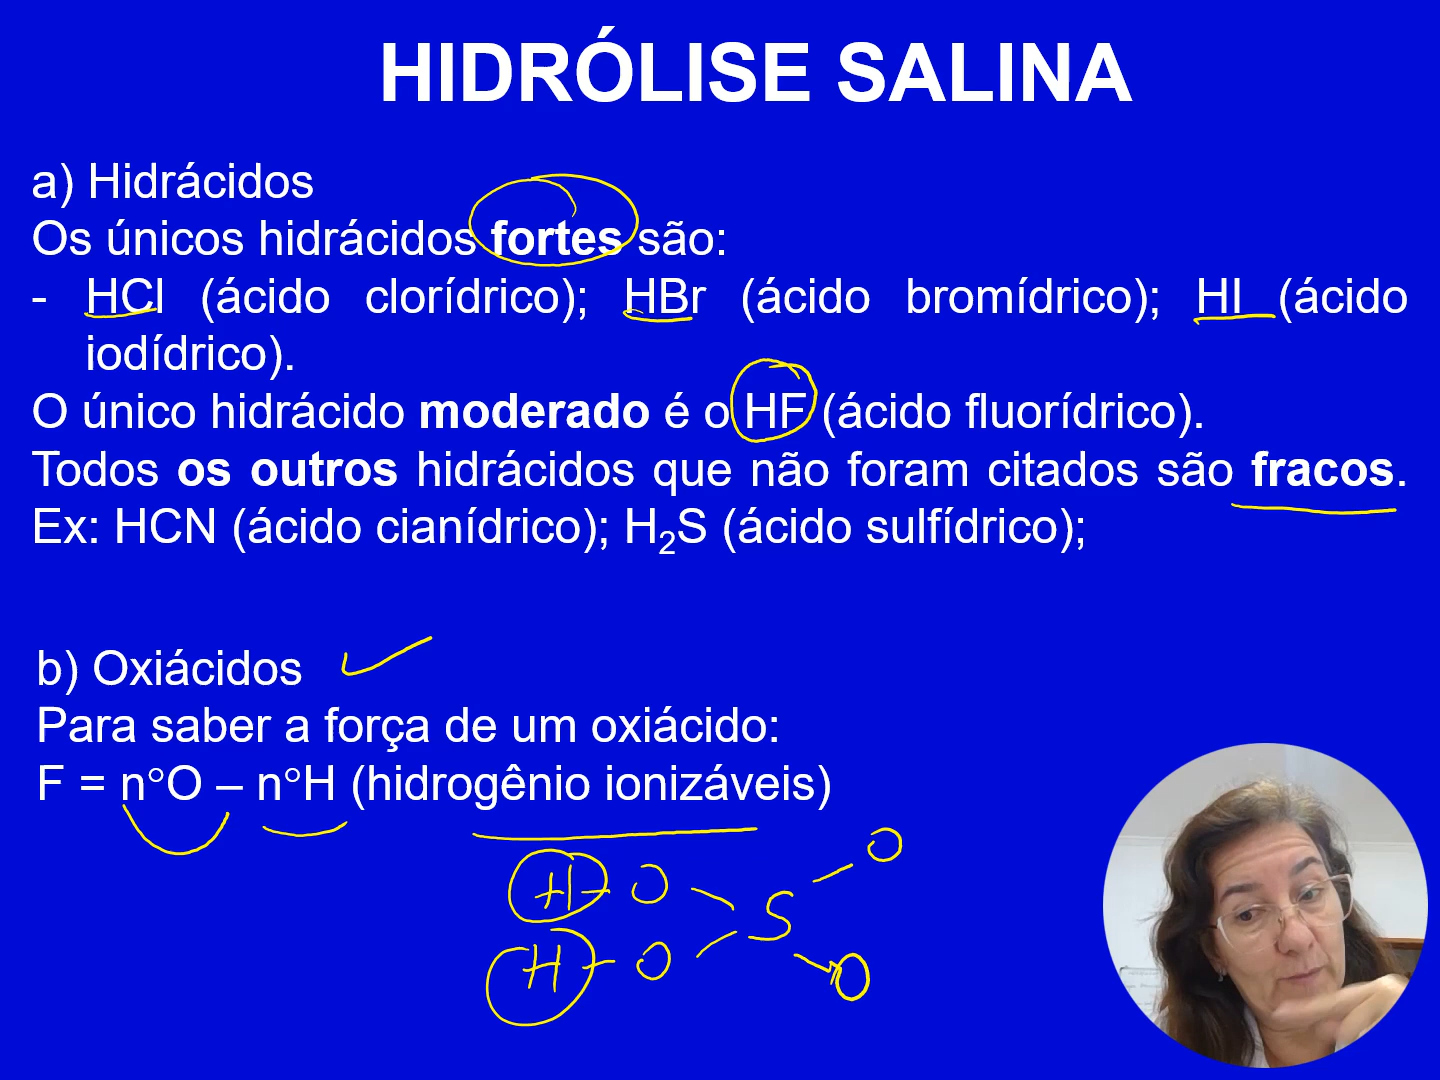 HIDRÓLISE SALINA
a) Hidrácidos
Os únicos hidrácidos fortes são:
- HCl (ácido clorídrico); HBr (ácido bromídrico); HI (ácido
iodídrico).
O único hidrácido moderado é o HF (ácido fluorídrico).
Todos os outros hidrácidos que não foram citados são fracos.
Ex: HCN (ácido cianídrico); H₂S (ácido sulfídrico);
b) Oxiácidos
Para saber a força de um oxiácido:
F = n°O – n°H (hidrogênio ionizáveis)
O
H – O
S
H – O
O